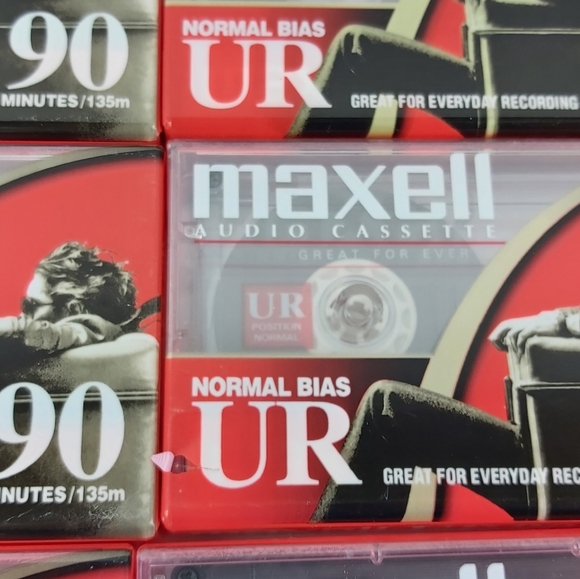 90
MINUTES/135m
NORMAL BIAS
UR
GREAT FOR EVERYDAY RECORDING
maxell
AUDIO CASSETTE
GREAT FOR EVER
UR
POSITION
NORMAL
NORMAL BIAS
UR
GREAT FOR EVERYDAY REC
90
NUTES/135m